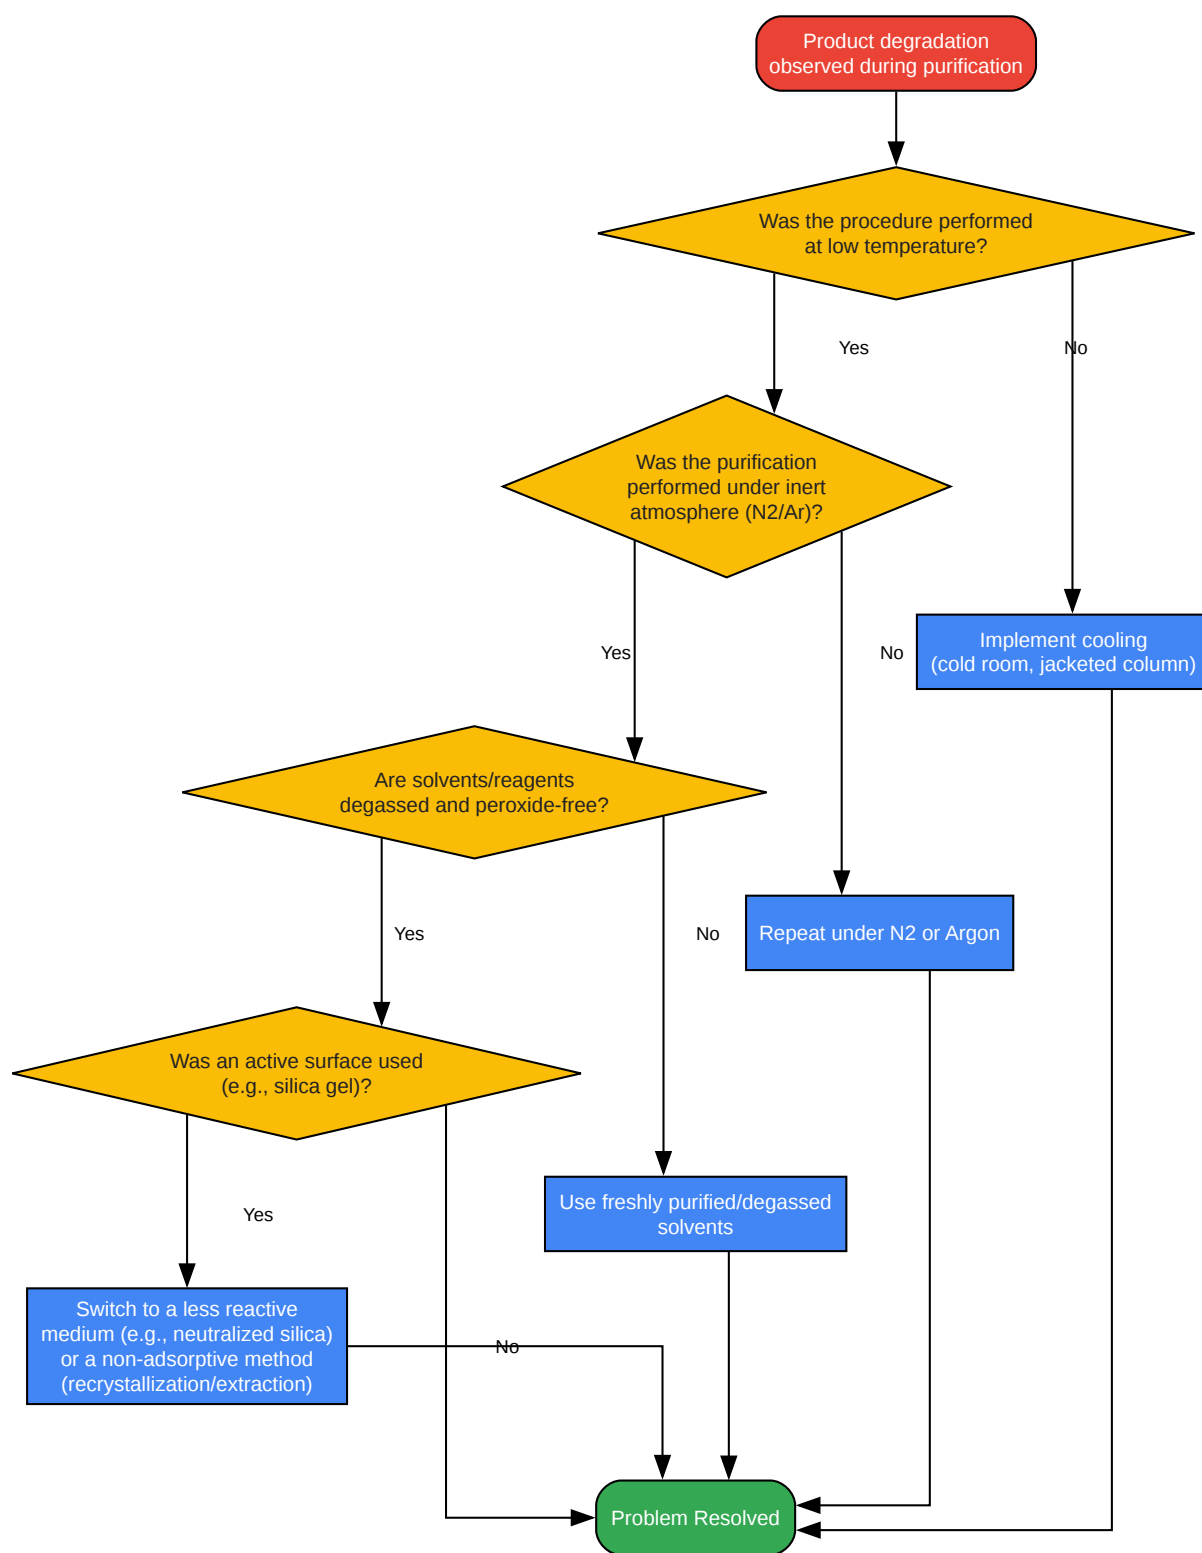 Product degradation
observed during purification
Was the procedure performed
at low temperature?
Yes
No
Was the purification
performed under inert
atmosphere (N2/Ar)?
Yes
No
Implement cooling
(cold room, jacketed column)
Are solvents/reagents
degassed and peroxide-free?
Yes
No
Repeat under N2 or Argon
Was an active surface used
(e.g., silica gel)?
Yes
Use freshly purified/degassed
solvents
Switch to a less reactive
medium (e.g., neutralized silica)
or a non-adsorptive method
(recrystallization/extraction)
No
Problem Resolved